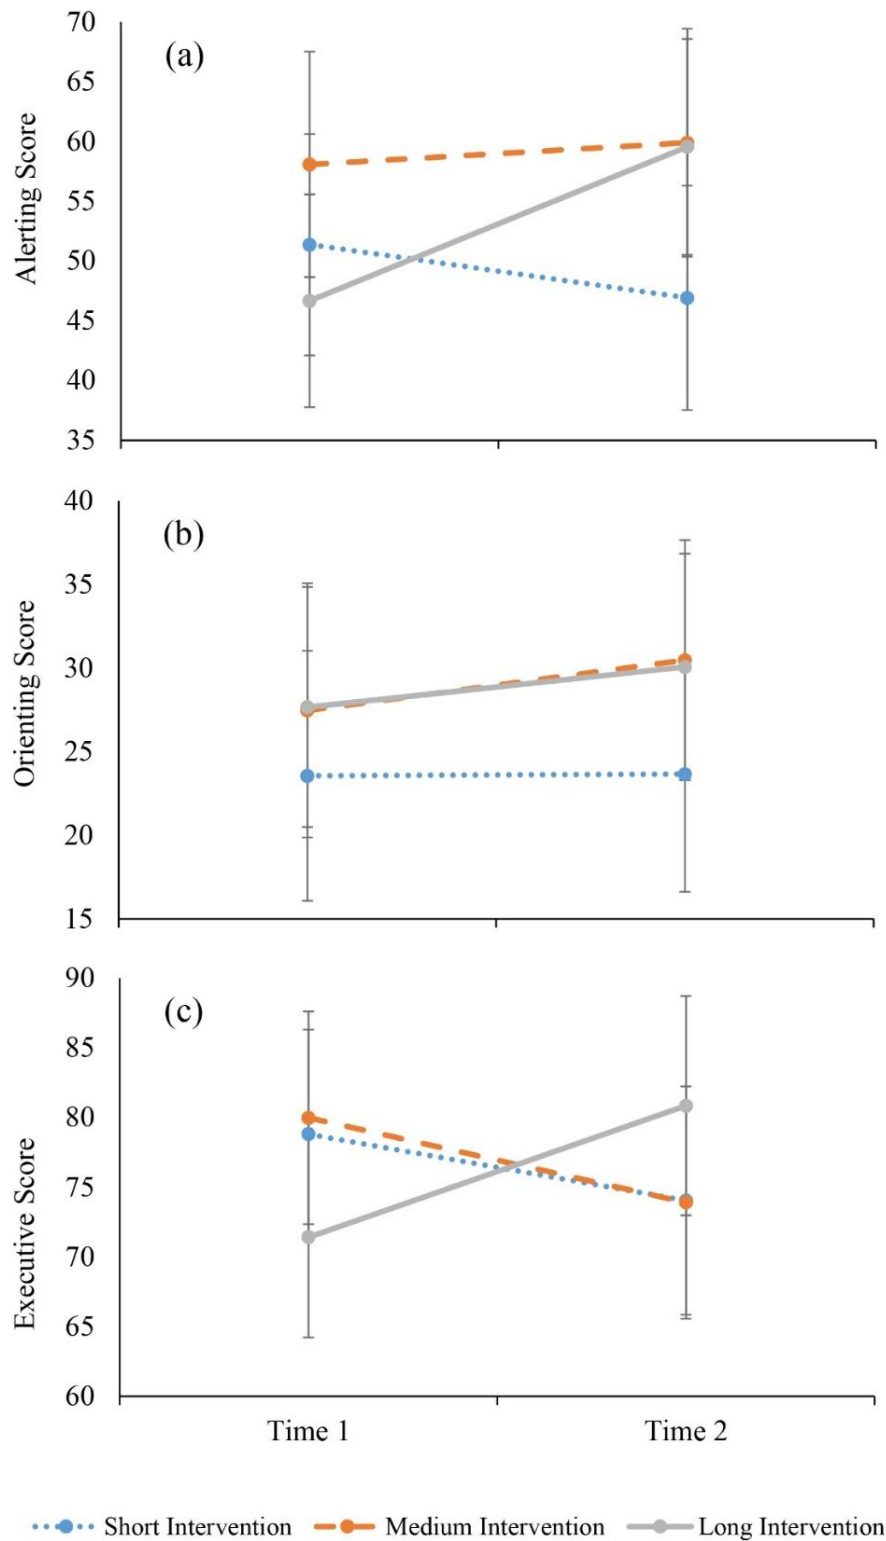 (a)
Alerting Score
70
65
60
55
50
45
40
35
(b)
Orienting Score
40
35
30
25
20
15
(c)
Executive Score
90
85
80
75
70
65
60
Time 1 Time 2
Short Intervention Medium Intervention Long Intervention